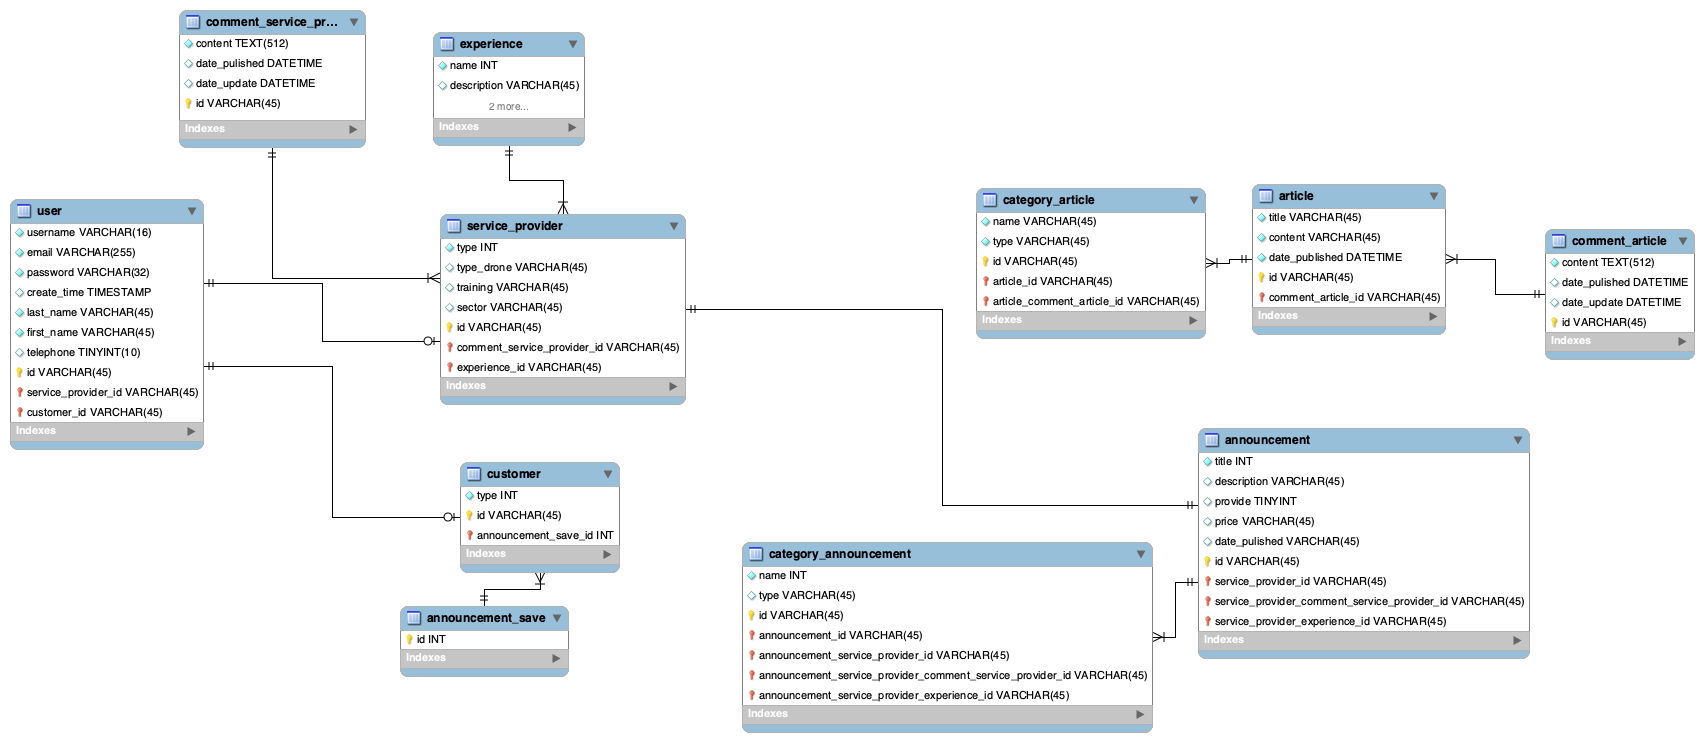 comment_service_pr...
content TEXT(512)
date_pulished DATETIME
date_update DATETIME
id VARCHAR(45)
Indexes
experience
name INT
description VARCHAR(45)
2 more...
Indexes
user
username VARCHAR(16)
email VARCHAR(255)
password VARCHAR(32)
create_time TIMESTAMP
last_name VARCHAR(45)
first_name VARCHAR(45)
telephone TINYINT(10)
id VARCHAR(45)
service_provider_id VARCHAR(45)
customer_id VARCHAR(45)
Indexes
service_provider
type INT
type_drone VARCHAR(45)
training VARCHAR(45)
sector VARCHAR(45)
id VARCHAR(45)
comment_service_provider_id VARCHAR(45)
experience_id VARCHAR(45)
Indexes
category_article
name VARCHAR(45)
type VARCHAR(45)
id VARCHAR(45)
article_id VARCHAR(45)
article_comment_article_id VARCHAR(45)
Indexes
article
title VARCHAR(45)
content VARCHAR(45)
date_published DATETIME
id VARCHAR(45)
comment_article_id VARCHAR(45)
Indexes
comment_article
content TEXT(512)
date_pulished DATETIME
date_update DATETIME
id VARCHAR(45)
Indexes
customer
type INT
id VARCHAR(45)
announcement_save_id INT
Indexes
announcement_save
id INT
Indexes
category_announcement
name INT
type VARCHAR(45)
id VARCHAR(45)
announcement_id VARCHAR(45)
announcement_service_provider_id VARCHAR(45)
announcement_service_provider_comment_service_provider_id VARCHAR(45)
announcement_service_provider_experience_id VARCHAR(45)
Indexes
announcement
title INT
description VARCHAR(45)
provide TINYINT
price VARCHAR(45)
date_pulished VARCHAR(45)
id VARCHAR(45)
service_provider_id VARCHAR(45)
service_provider_comment_service_provider_id VARCHAR(45)
service_provider_experience_id VARCHAR(45)
Indexes